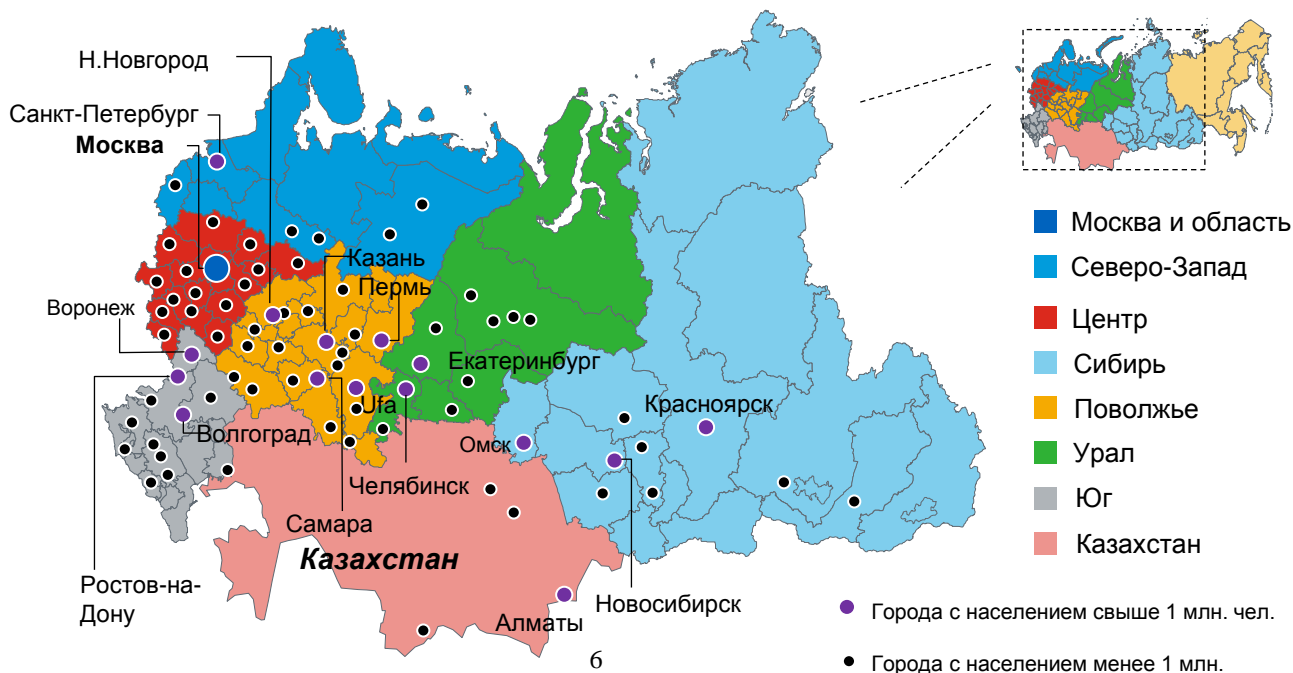 Н.Новгород
Санкт-Петербург
Москва
Казань
Пермь
Воронеж
Екатеринбург
Ufa
Красноярск
Волгоград
Омск
Челябинск
Самара
Казахстан
Ростов-на-
Дону
Новосибирск
Алматы
6
Москва и область
Северо-Запад
Центр
Сибирь
Поволжье
Урал
Юг
Казахстан
Города с населением свыше 1 млн. чел.
Города с населением менее 1 млн.